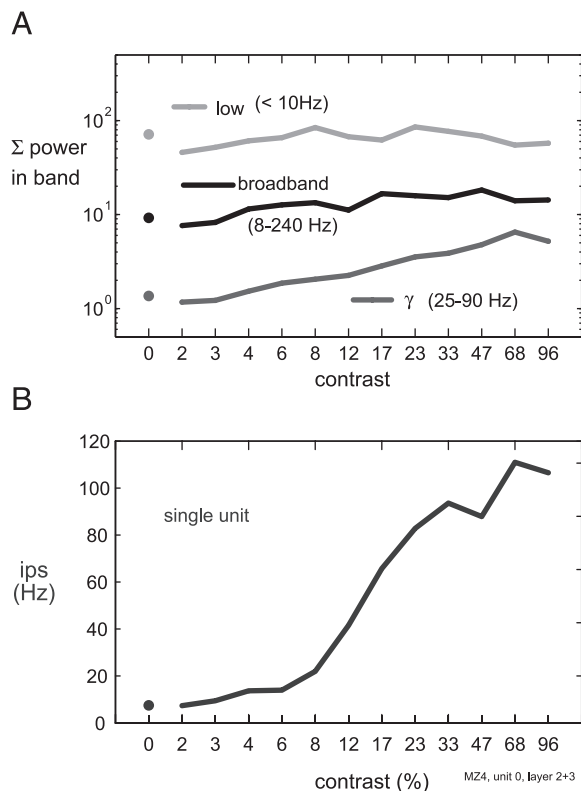 A
Σ power
in band
10²
10¹
10⁰
low (< 10Hz)
broadband
(8-240 Hz)
γ (25-90 Hz)
0 2 3 4 6 8 12 17 23 33 47 68 96
contrast
B
120
100
80
60
40
20
0
single unit
ips
(Hz)
0 2 3 4 6 8 12 17 23 33 47 68 96
contrast (%)
MZ4, unit 0, layer 2+3